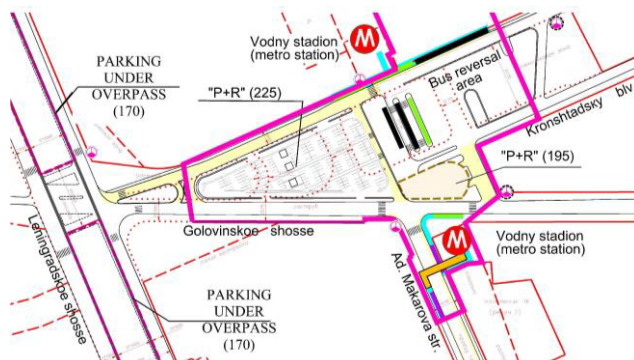 Vodny stadion
(metro station)
M
PARKING
UNDER
OVERPASS
(170)
"P+R" (225)
Bus reversal
area
Kronshtadsky blv
"P+R" (195)
Leningradskoe shosse
Golovinskoe shosse
Ad. Makarova str.
M
Vodny stadion
(metro station)
PARKING
UNDER
OVERPASS
(170)